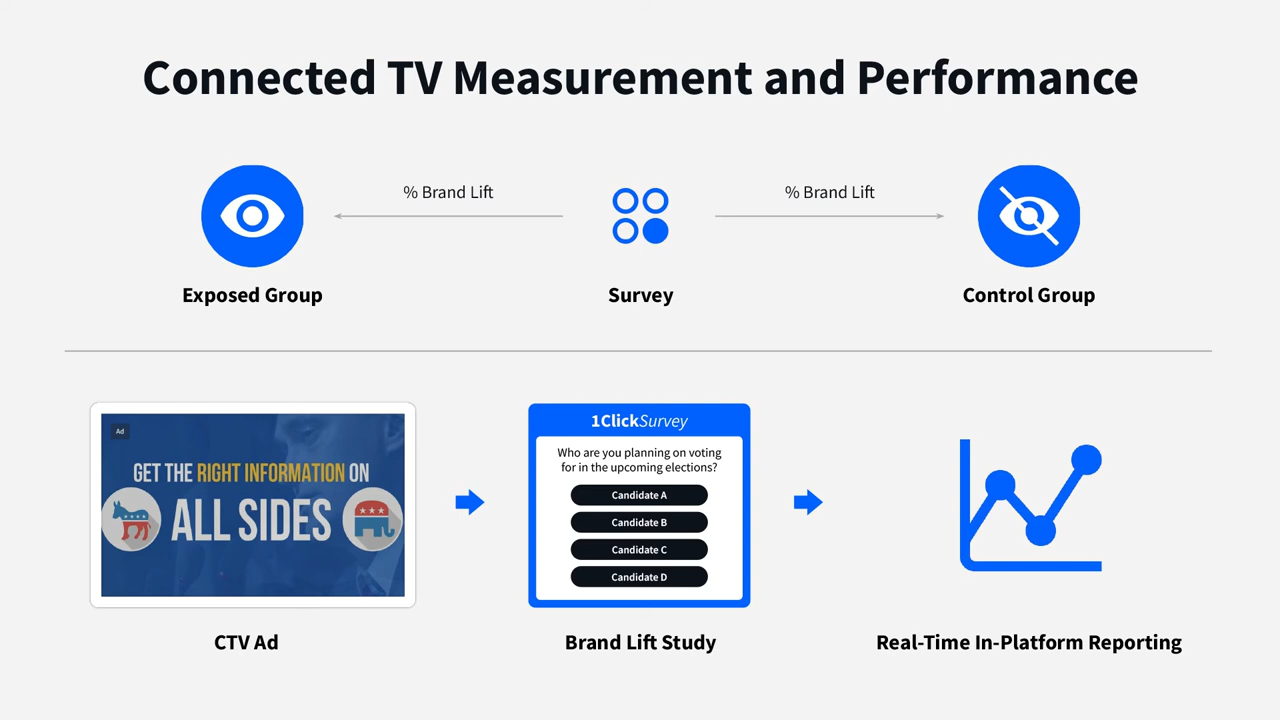 Connected TV Measurement and Performance
% Brand Lift
% Brand Lift
Exposed Group
Survey
Control Group
Ad
GET THE RIGHT INFORMATION ON
ALL SIDES
1ClickSurvey
Who are you planning on voting
for in the upcoming elections?
Candidate A
Candidate B
Candidate C
Candidate D
CTV Ad
Brand Lift Study
Real-Time In-Platform Reporting